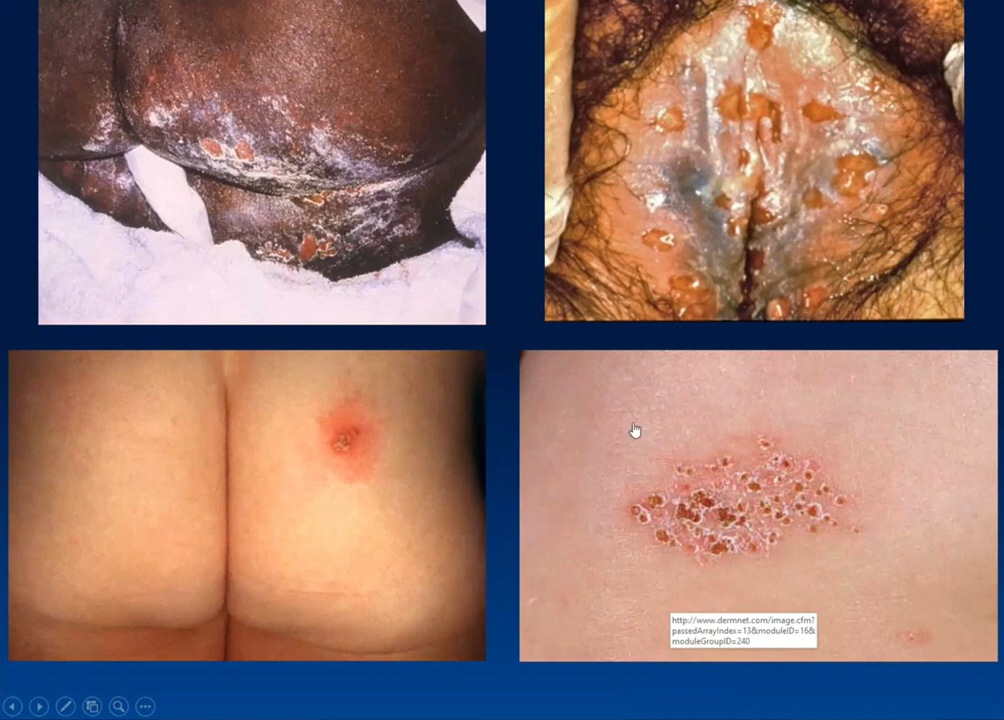 http://www.dermnet.com/image.cfm?
passedArrayIndex=13&moduleID=16&
moduleGroupID=240